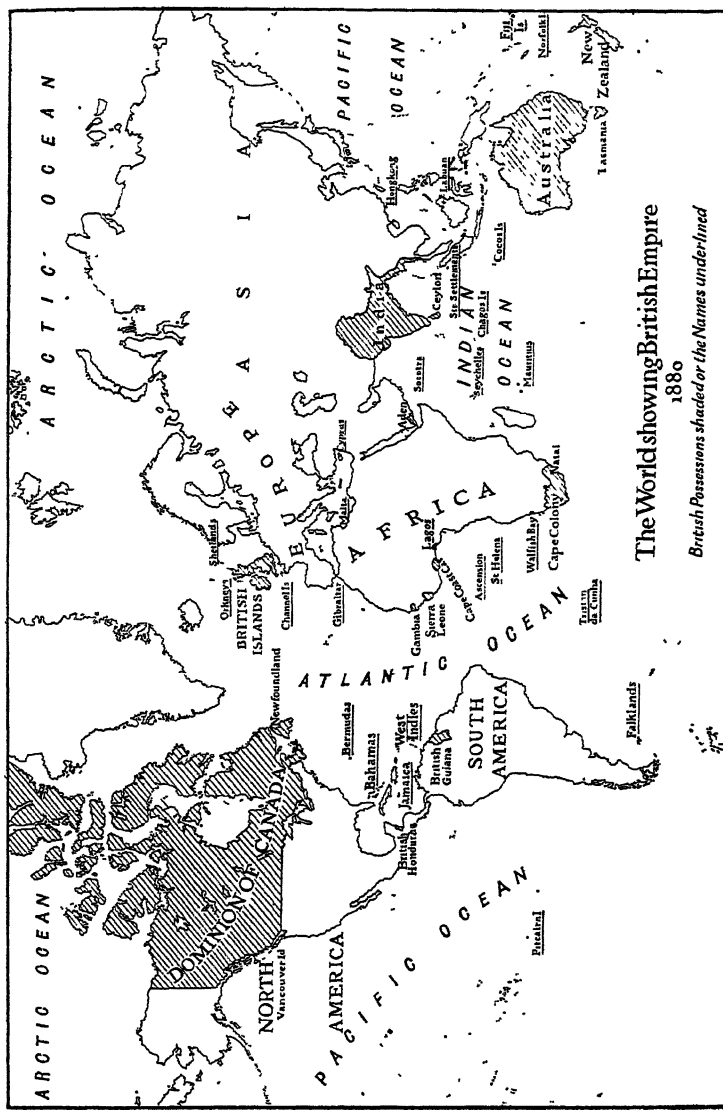 ARCTIC OCEAN
ARCTIC OCEAN
DOMINION OF CANADA
NORTH
Vancouver Id
AMERICA
PACIFIC OCEAN
Pitcairn I
British
Honduras
Jamaica
Bahamas
Bermudas
West
Indies
British
Guiana
SOUTH
AMERICA
Falklands
Newfoundland
ATLANTIC OCEAN
Orkneys
Shetlands
BRITISH
ISLANDS
Channel Is
Gibraltar
EUROPE
ASIA
Malta
Cyprus
AFRICA
Gambia
Sierra
Leone
Cape Coast Ca.
Lagos
Ascension
St Helena
Walfish Bay
Cape Colony
Natal
Tristan
da Cunha
Aden
Socotra
Seychelles
Mauritius
Chagos Is
INDIAN
OCEAN
India
Ceylon
Str Settlements
Cocos Is
Hongkong
Labuan
PACIFIC
OCEAN
Australia
Tasmania
New
Zealand
Fiji
Is
Norfolk I
The World showing British Empire
1880
British Possessions shaded or the Names underlined